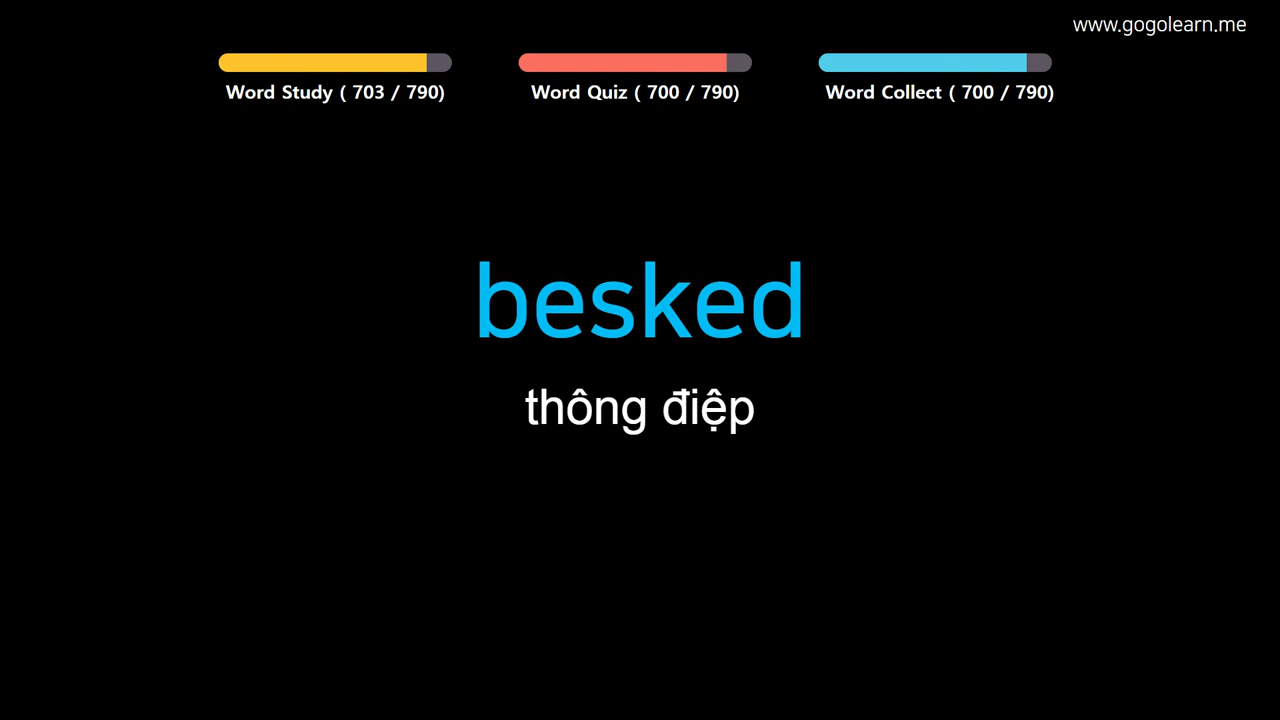 www.gogolearn.me
Word Study ( 703 / 790)
Word Quiz ( 700 / 790)
Word Collect ( 700 / 790)
besked
thông điệp